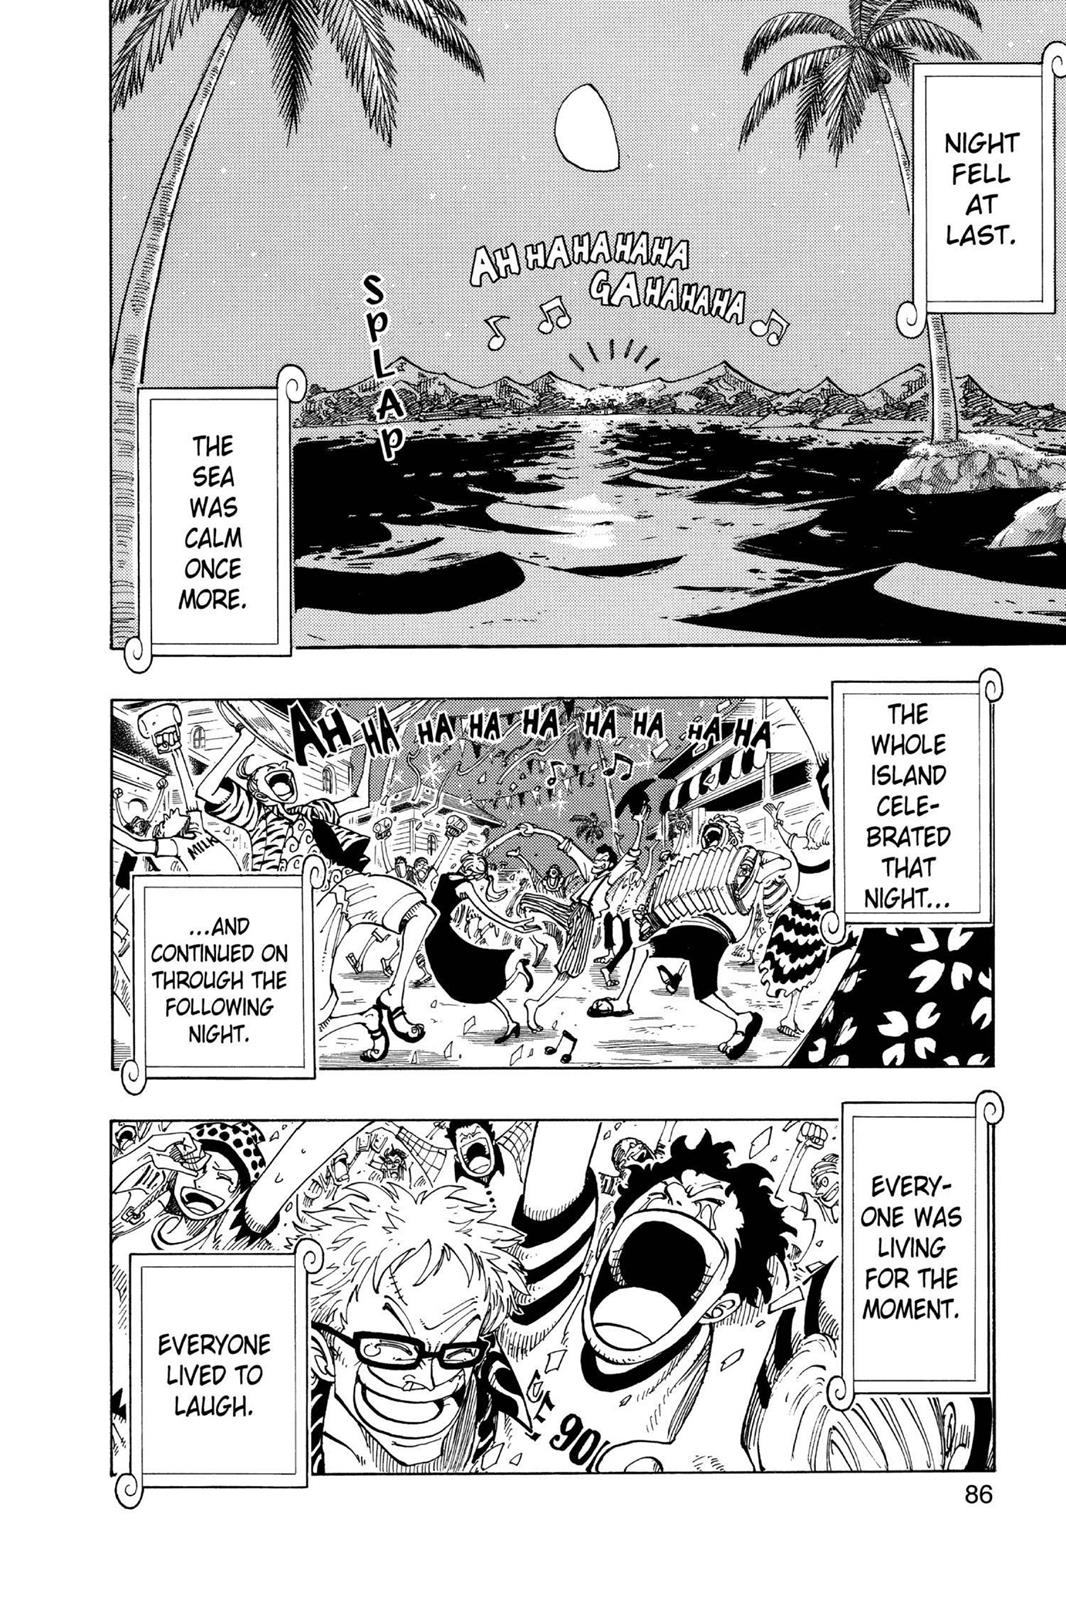 NIGHT
FELL
AT
LAST.
AH HAHAHAHA
GAHAHAHA
SPLAP
THE
SEA
WAS
CALM
ONCE
MORE.
THE
WHOLE
ISLAND
CELE-
BRATED
THAT
NIGHT...
AH HA HA HA HA HA HA HA HA
MILK
...AND
CONTINUED ON
THROUGH THE
FOLLOWING
NIGHT.
EVERY-
ONE WAS
LIVING
FOR THE
MOMENT.
EVERYONE
LIVED TO
LAUGH.
86